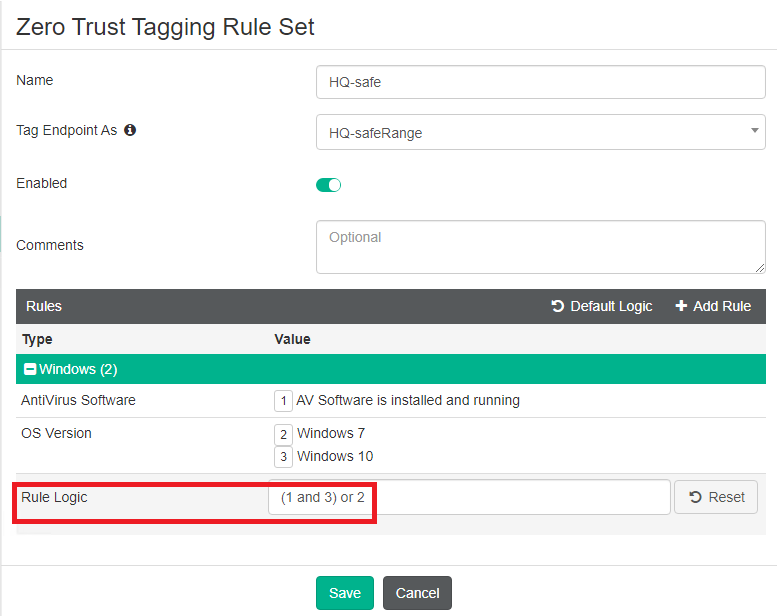 Zero Trust Tagging Rule Set
Name
HQ-safe
Tag Endpoint As
HQ-safeRange
Enabled
Comments
Optional
Rules Default Logic Add Rule
Type Value
Windows (2)
AntiVirus Software 1 AV Software is installed and running
OS Version 2 Windows 7
3 Windows 10
Rule Logic (1 and 3) or 2 Reset
Save Cancel